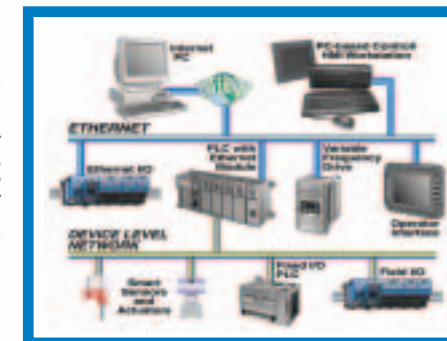 Internet
PC
PC-based Control
HMI Workstation
ETHERNET
Ethernet I/O
PLC with
Ethernet
Module
Variable
Frequency
Drive
Operator
Interface
DEVICE LEVEL
NETWORK
Smart
Sensors
and
Actuators
Fixed I/O
PLC
Field I/O